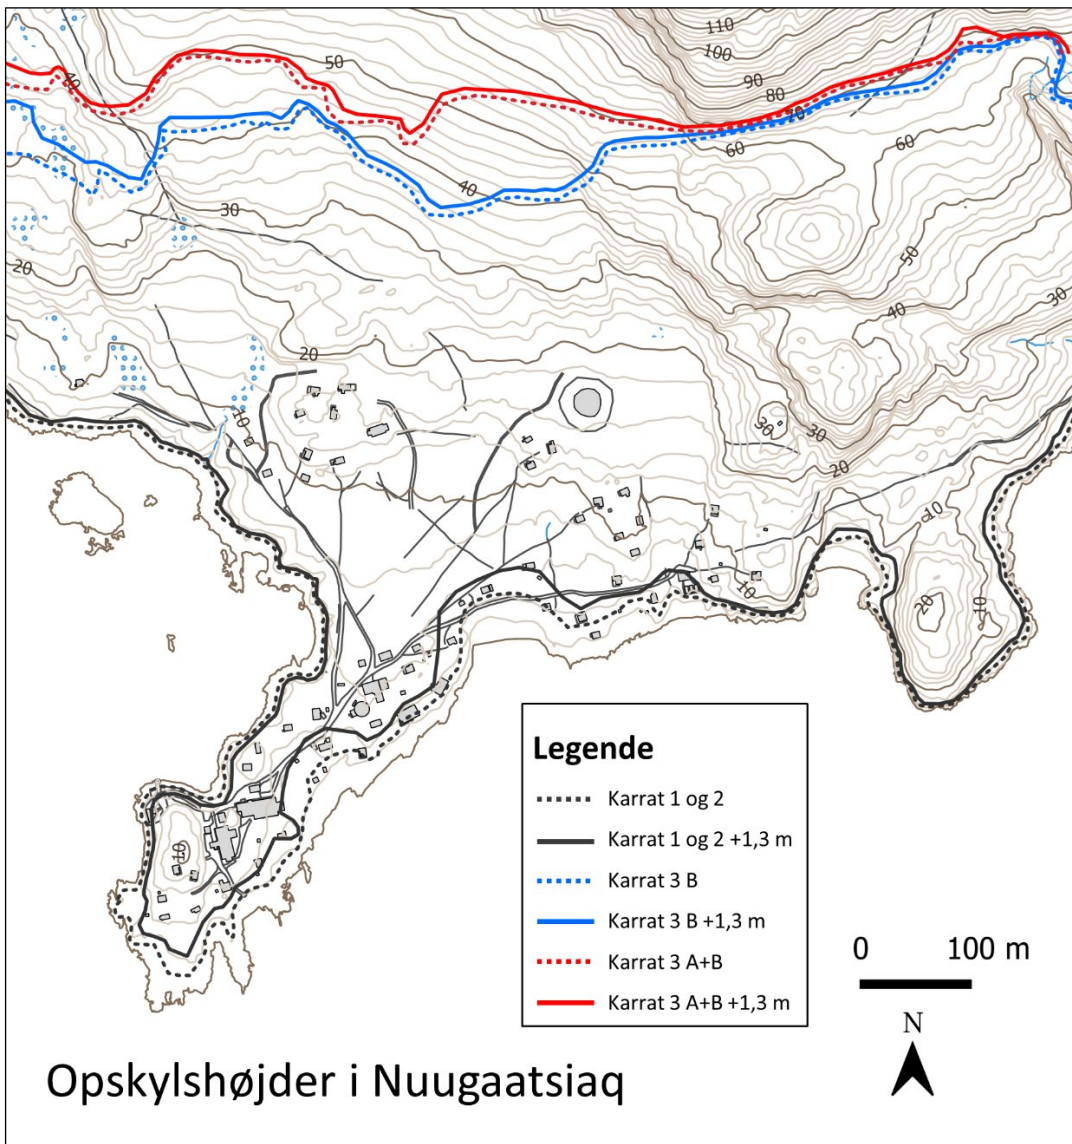 110
100
90
80
70
50
40
60
60
40
30
50
20
40
30
20
10
30
30
20
10
10
20
10
10
Legende
Karrat 1 og 2
Karrat 1 og 2 +1,3 m
Karrat 3 B
Karrat 3 B +1,3 m
Karrat 3 A+B
Karrat 3 A+B +1,3 m
0 100 m
N
Opskylshøjder i Nuugaatsiaq